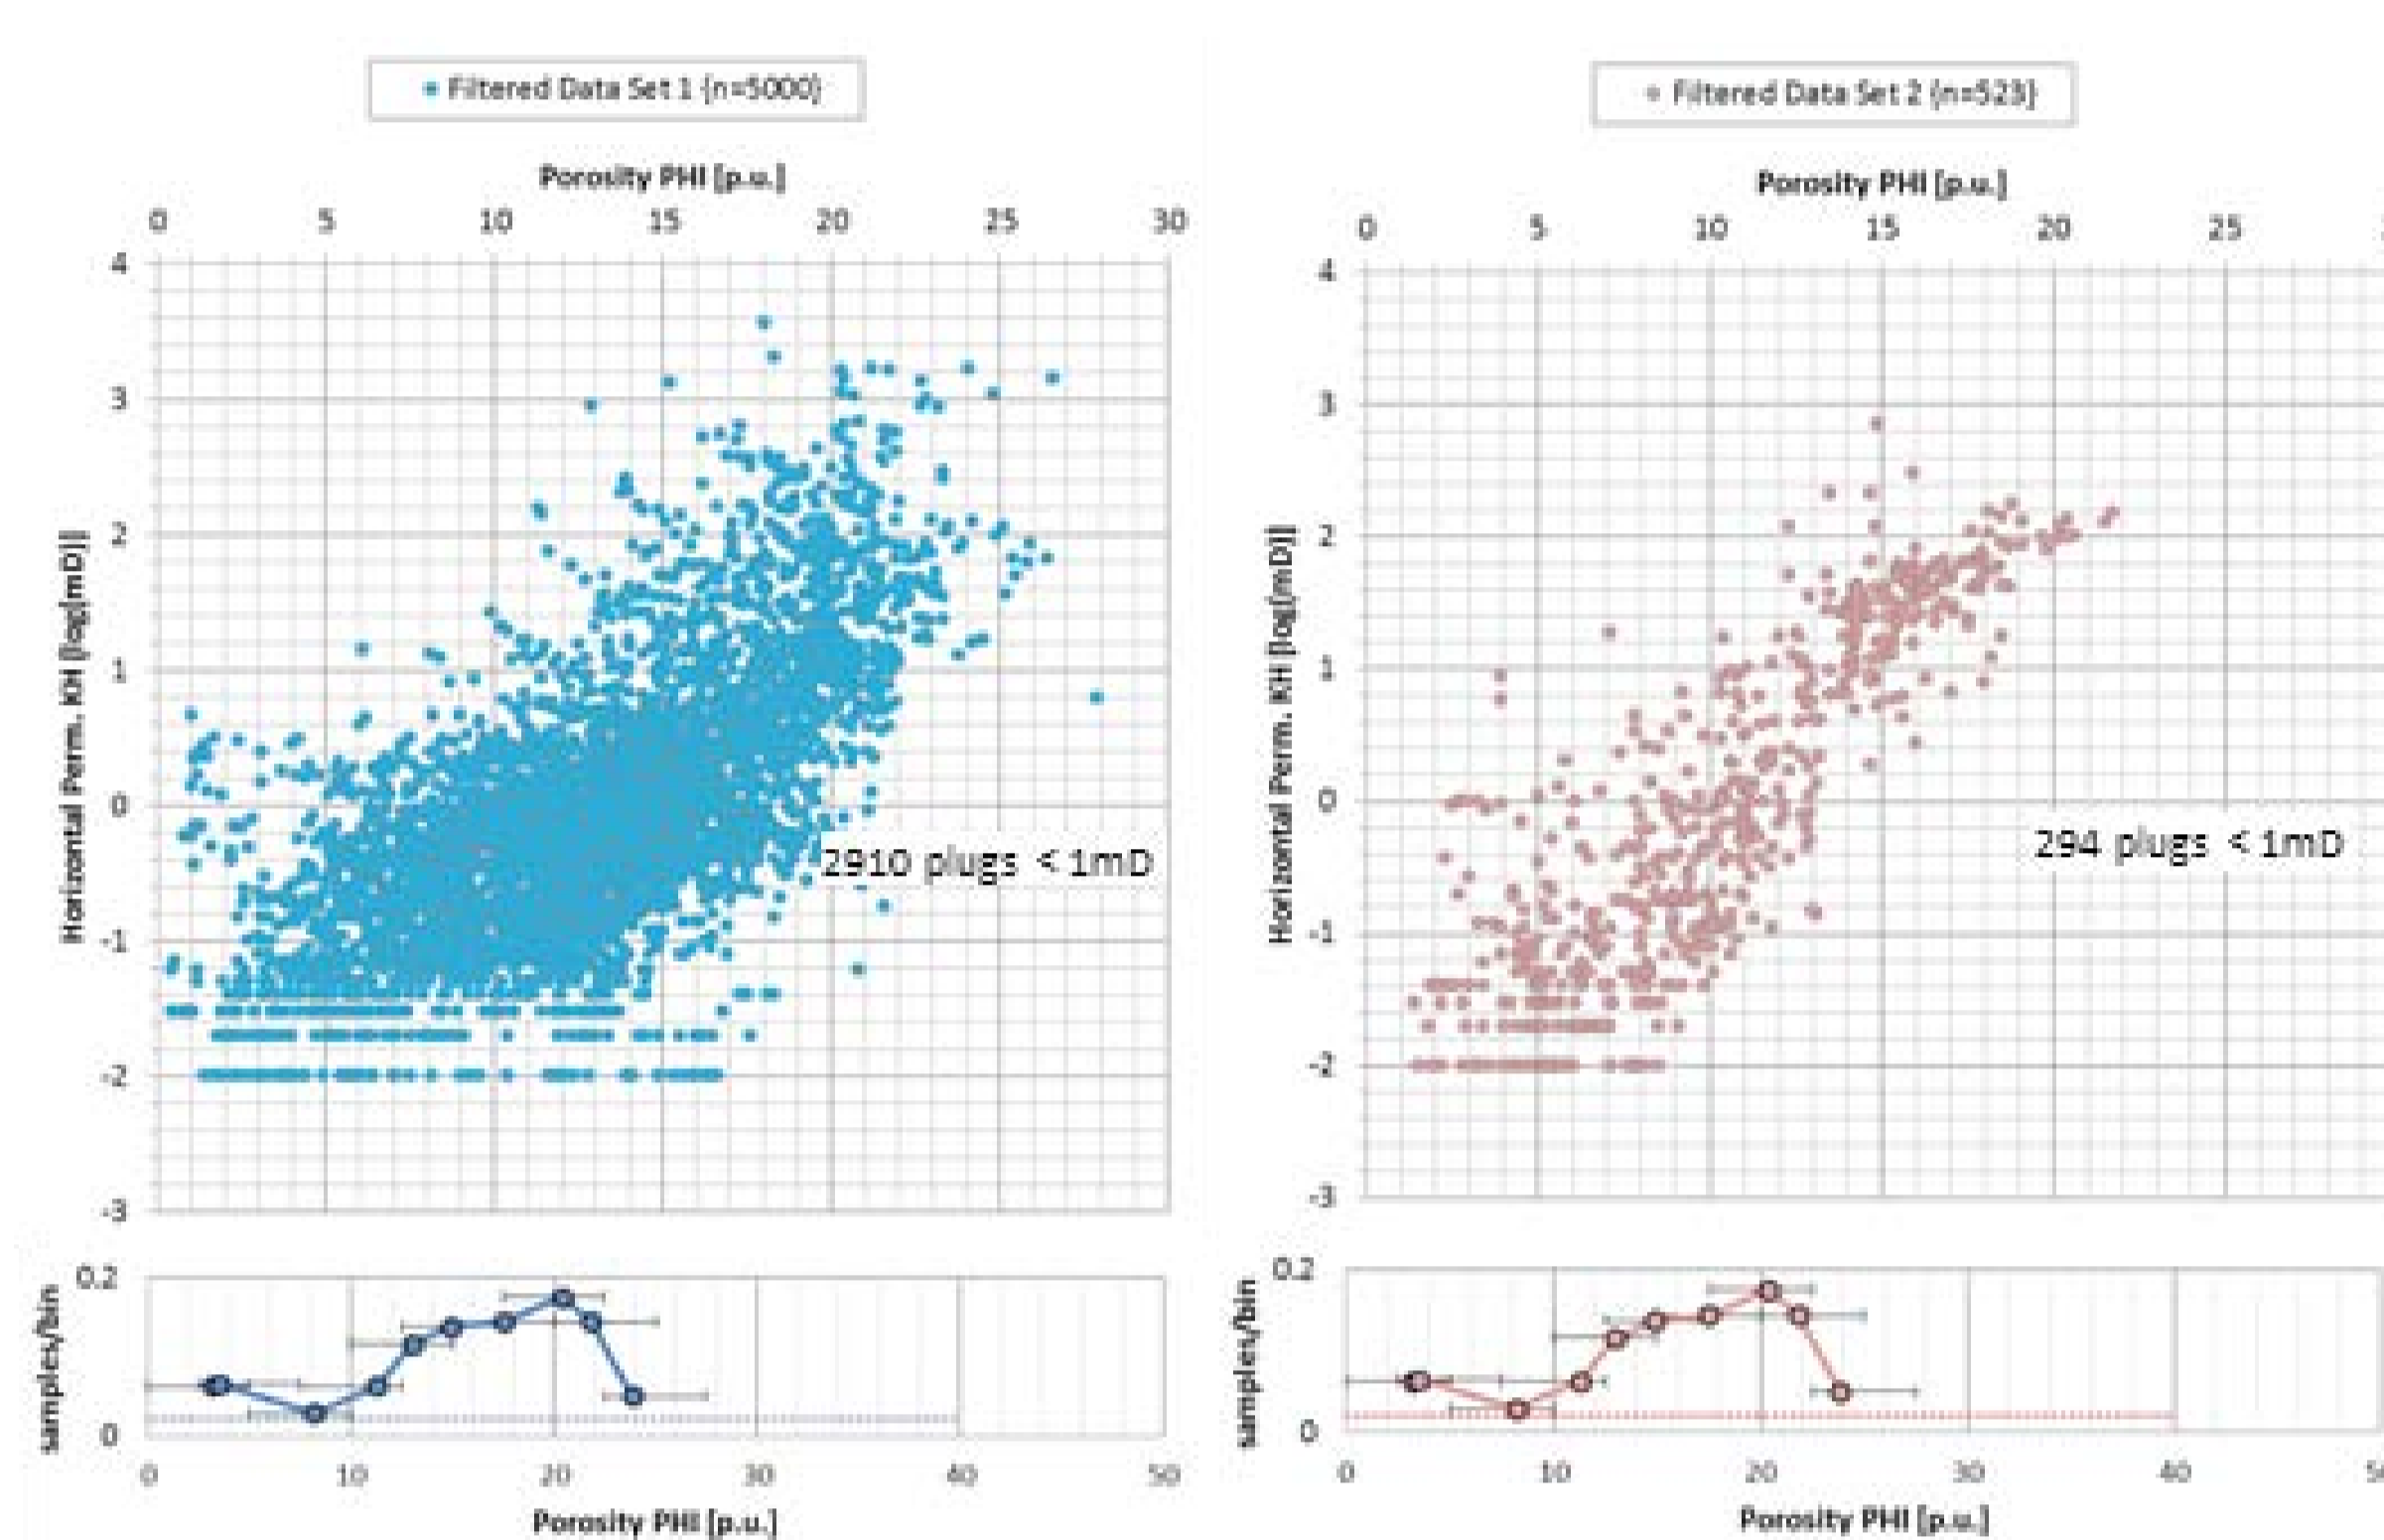 Filtered Data Set 1 (n=5000)
Porosity PHI [p.u.]
0 5 10 15 20 25 30
4
3
2
1
0
-1
-2
-3
Horizontal Perm. KH [log(mD)]
2910 plugs < 1mD
0.2
0
samples/bin
0 10 20 30 40 50
Porosity PHI [p.u.]
Filtered Data Set 2 (n=523)
Porosity PHI [p.u.]
0 5 10 15 20 25
4
3
2
1
0
-1
-2
-3
Horizontal Perm. KH [log(mD)]
294 plugs < 1mD
0.2
0
samples/bin
0 10 20 30 40
Porosity PHI [p.u.]